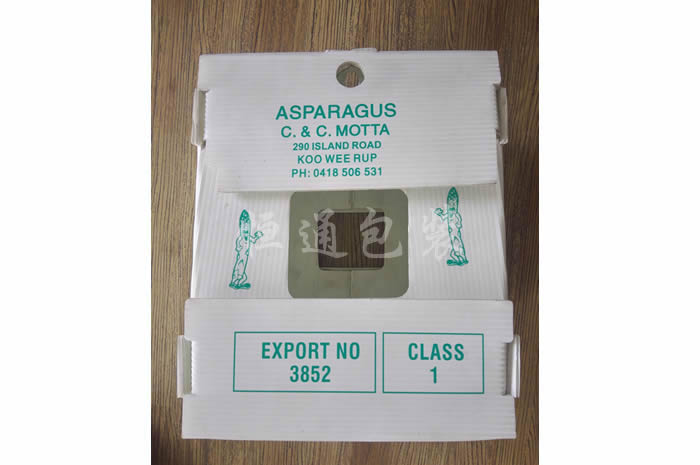 ASPARAGUS
C. & C. MOTTA
290 ISLAND ROAD
KOO WEE RUP
PH: 0418 506 531
恒通包装
EXPORT NO
3852
CLASS
1